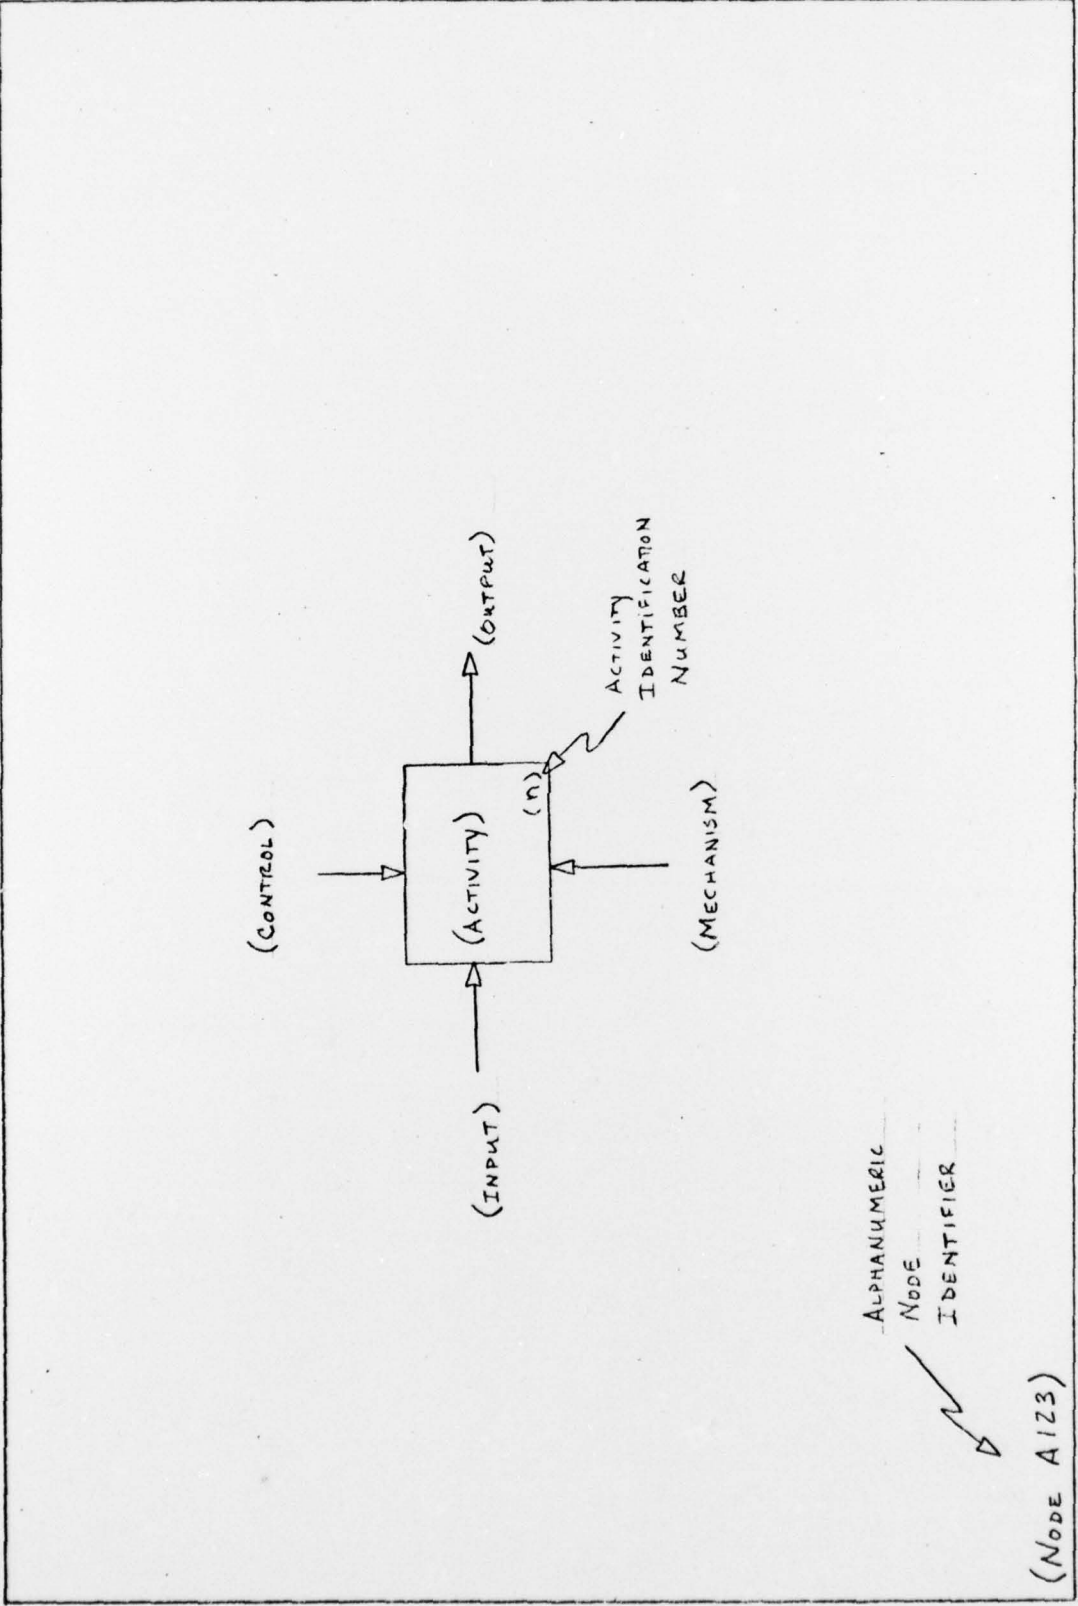 (CONTROL)
(INPUT)
(ACTIVITY)
(OUTPUT)
(n)
ACTIVITY
IDENTIFICATION
NUMBER
(MECHANISM)
ALPHANUMERIC
NODE
IDENTIFIER
(NODE A123)